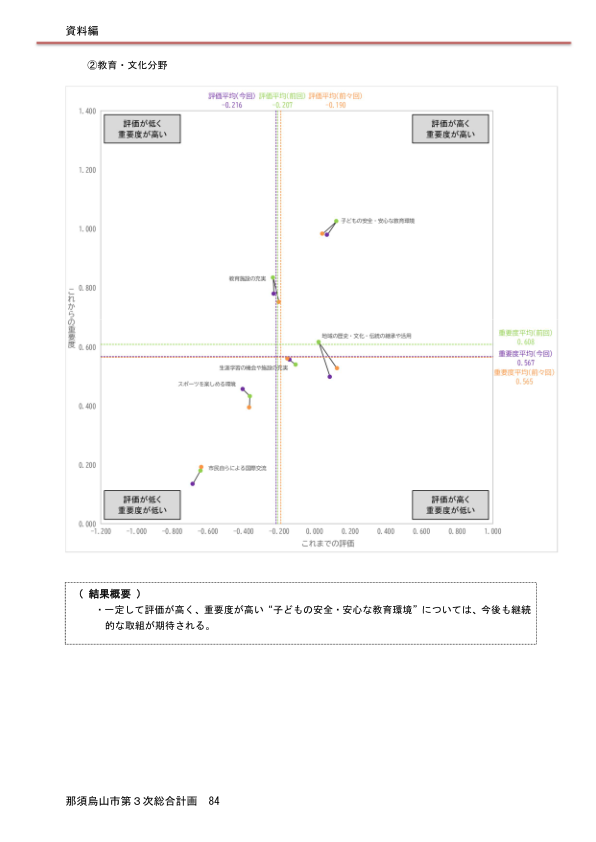 資料編
②教育・文化分野
評価平均(今回) 評価平均(前回) 評価平均(前々回)
-0.216 -0.207 -0.190
1.400
評価が低く
重要度が高い
評価が高く
重要度が高い
1.200
1.000
子どもの安全・安心な教育環境
教育施設の充実
0.800
これからの重要度
地域の歴史・文化・伝統の継承や活用
重要度平均(前回)
0.608
0.600
重要度平均(今回)
0.567
生涯学習の機会や施設の充実
重要度平均(前々回)
0.565
スポーツを楽しめる環境
0.400
市民自らによる国際交流
0.200
評価が低く
重要度が低い
評価が高く
重要度が低い
0.000
-1.200 -1.000 -0.800 -0.600 -0.400 -0.200 0.000 0.200 0.400 0.600 0.800 1.000
これまでの評価
（ 結果概要 ）
・一定して評価が高く、重要度が高い“子どもの安全・安心な教育環境”については、今後も継続
的な取組が期待される。
那須烏山市第３次総合計画 84